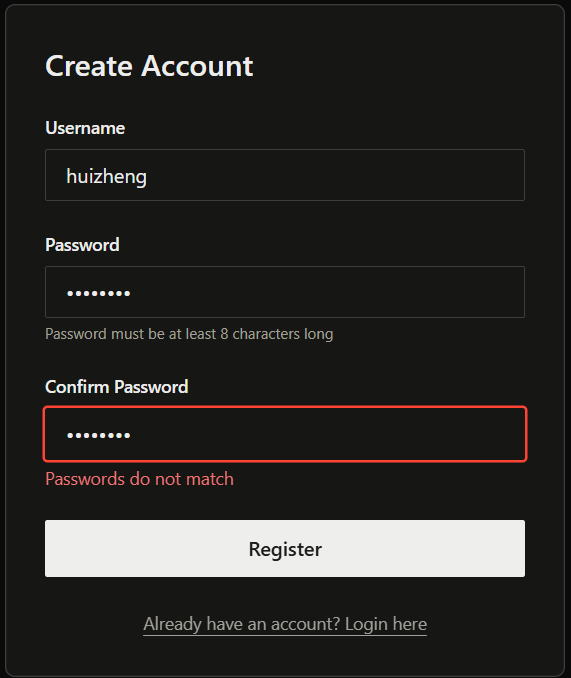 Create Account
Username
huizheng
Password
••••••••
Password must be at least 8 characters long
Confirm Password
••••••••
Passwords do not match
Register
Already have an account? Login here